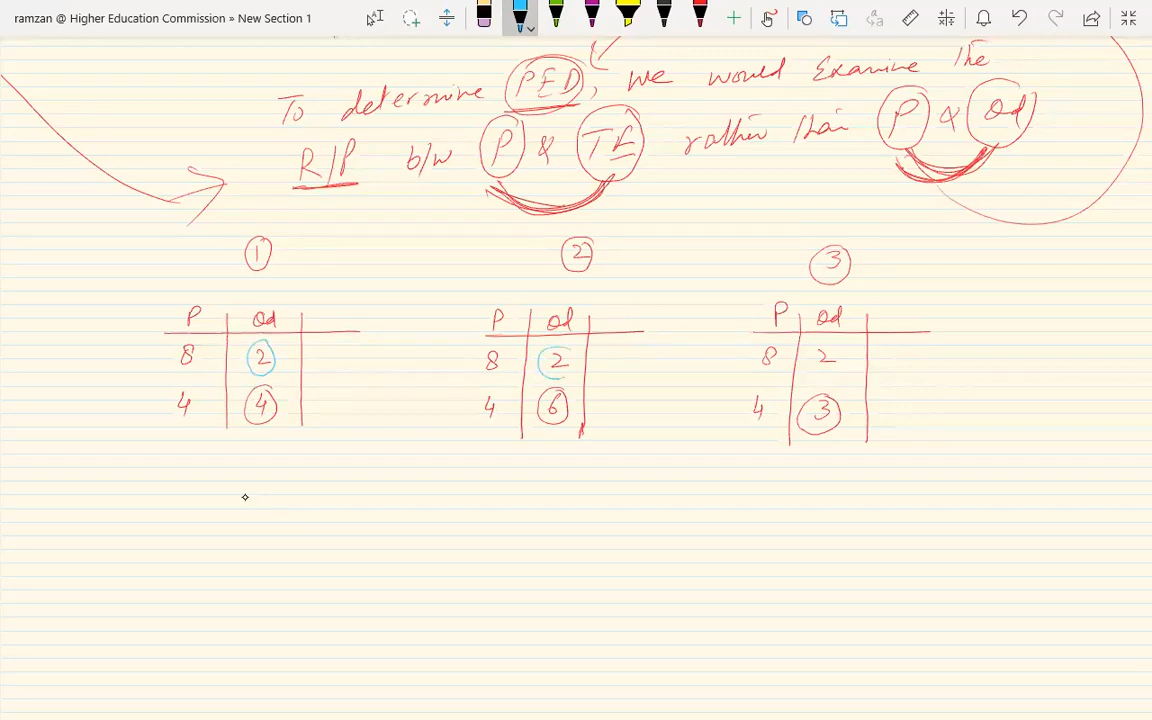 ramzan @ Higher Education Commission » New Section 1
To determine PED, we would Examine the
R/P b/w P & TE rather than P & Qd
1 2 3
P Qd P Qd P Qd
8 2 8 2 8 2
4 4 4 6 4 3